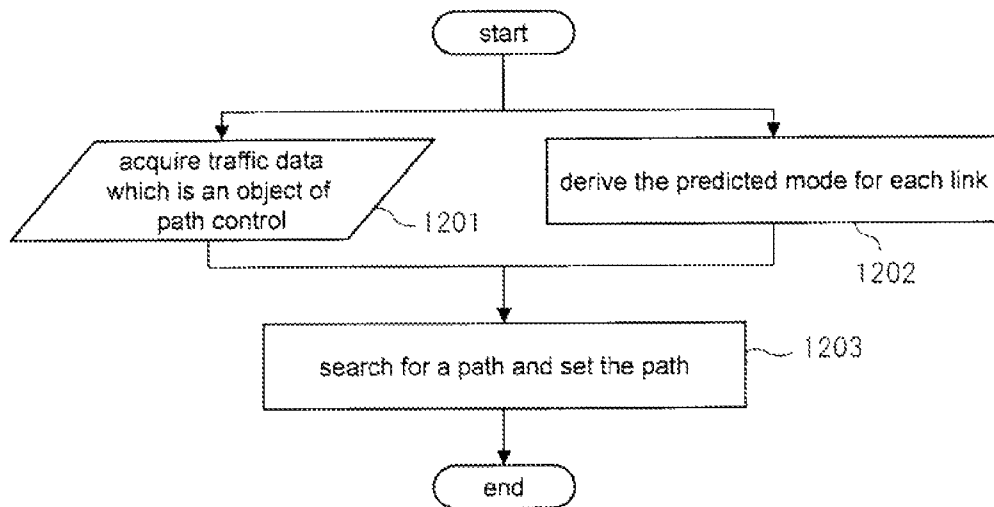 start
acquire traffic data
which is an object of
path control
1201
derive the predicted mode for each link
1202
search for a path and set the path
1203
end